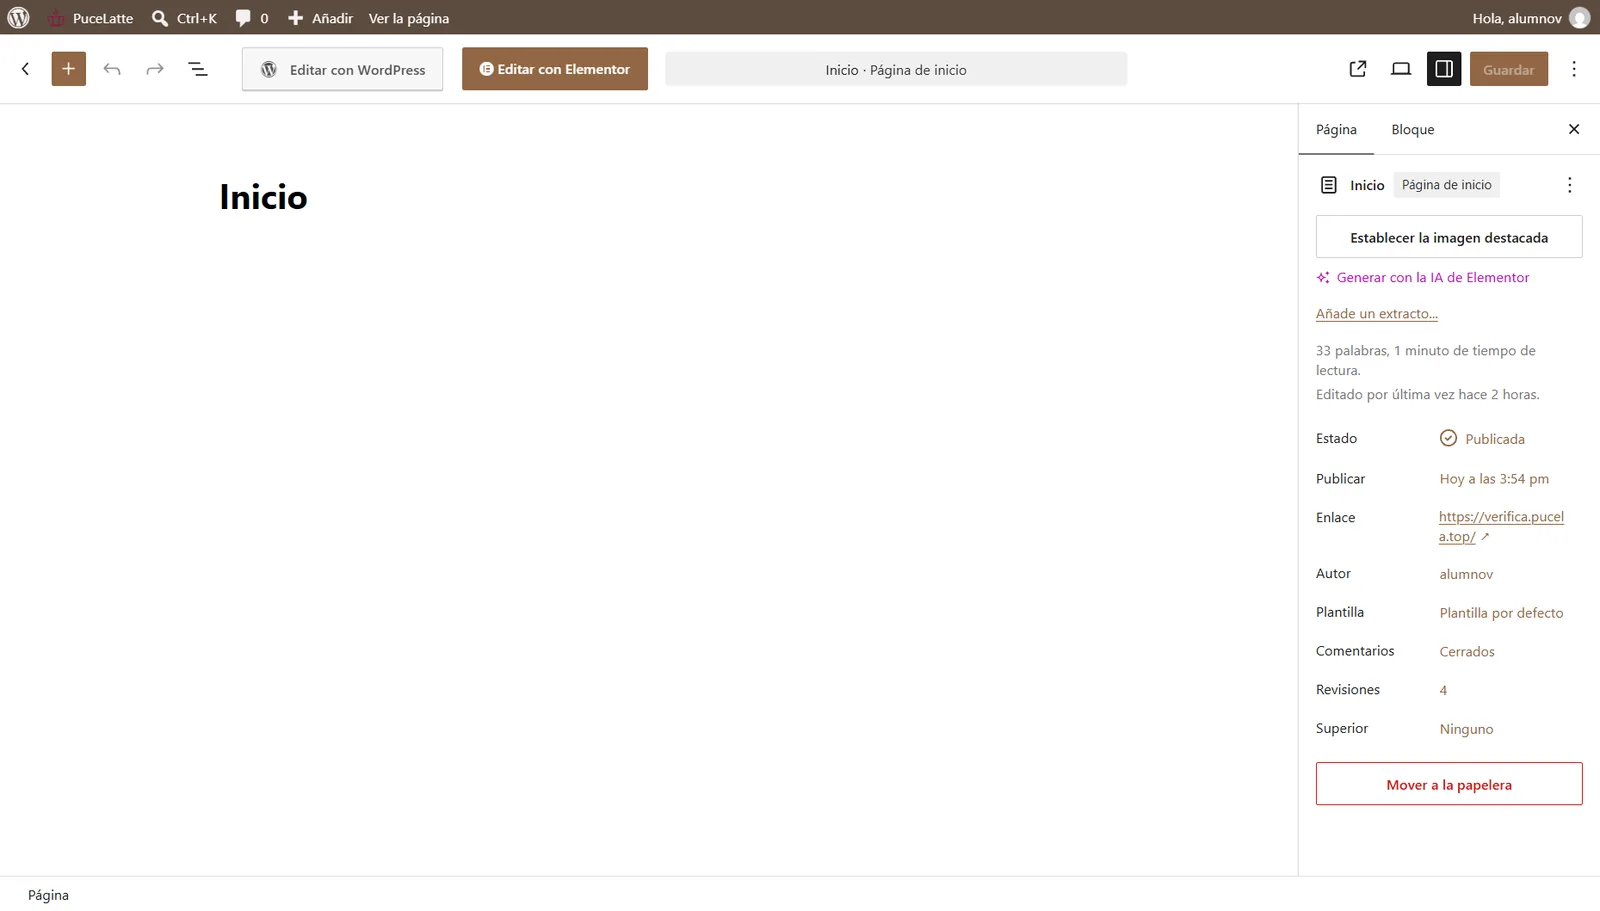 PuceLatte Ctrl+K 0 Añadir Ver la página Hola, alumnov
Editar con WordPress Editar con Elementor Inicio · Página de inicio Guardar
Página Bloque
Inicio
Inicio Página de inicio
Establecer la imagen destacada
Generar con la IA de Elementor
Añade un extracto...
33 palabras, 1 minuto de tiempo de
lectura.
Editado por última vez hace 2 horas.
Estado Publicada
Publicar Hoy a las 3:54 pm
Enlace https://verifica.pucel
a.top/ ↗
Autor alumnov
Plantilla Plantilla por defecto
Comentarios Cerrados
Revisiones 4
Superior Ninguno
Mover a la papelera
Página